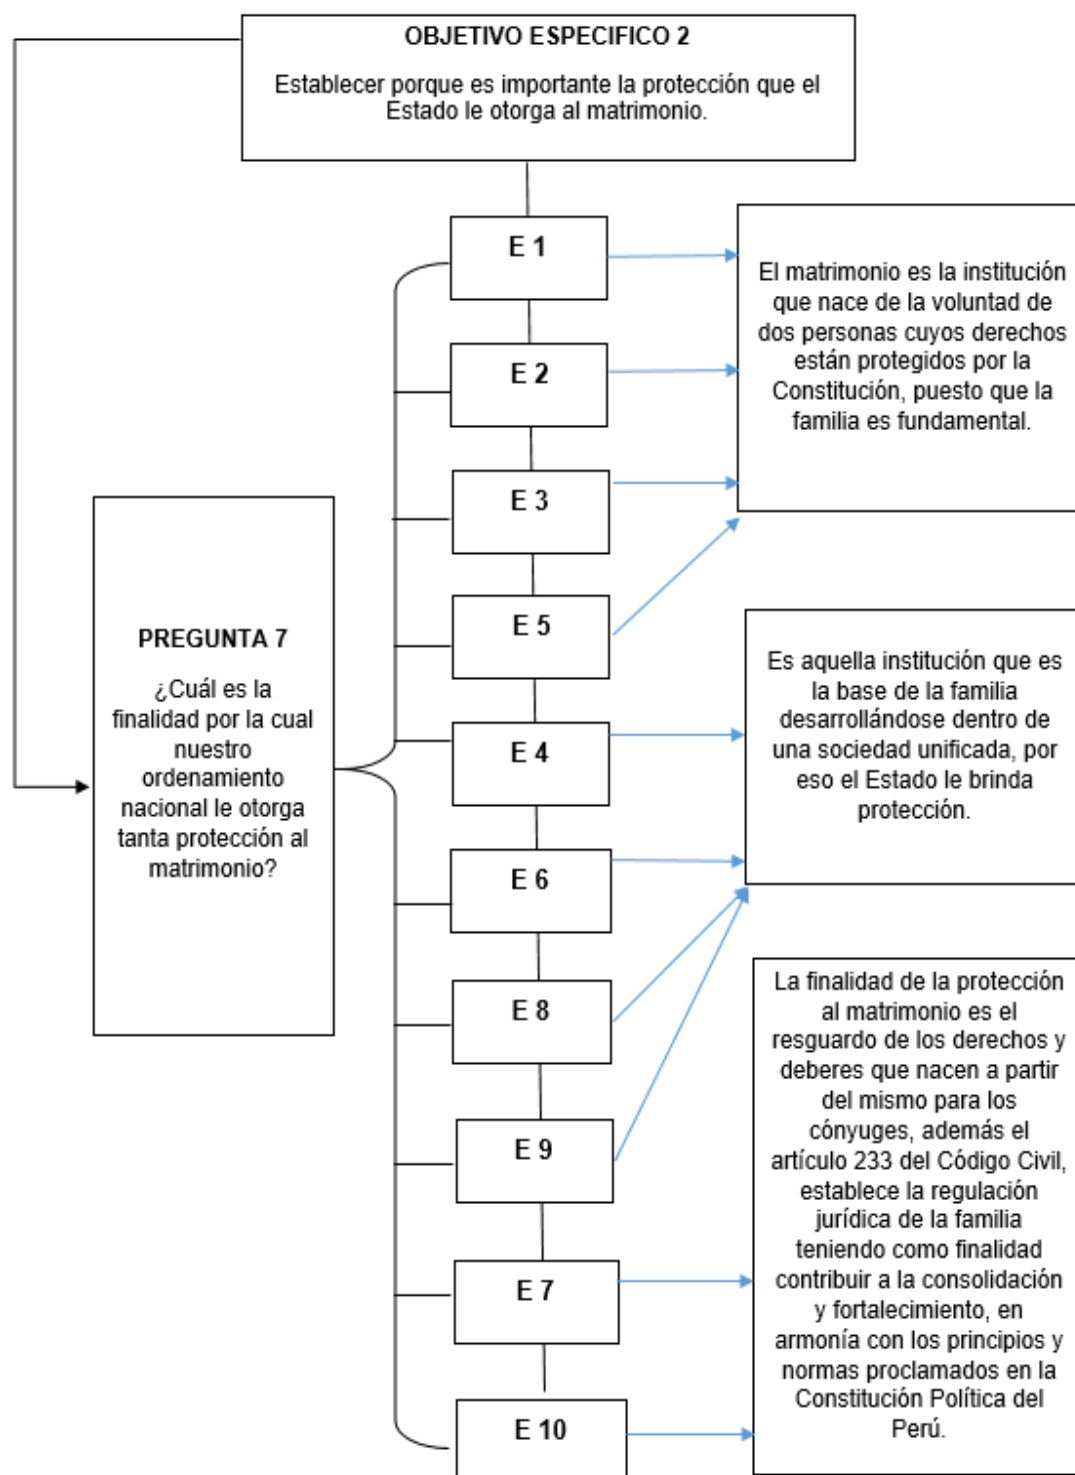 OBJETIVO ESPECIFICO 2
Establecer porque es importante la protección que el
Estado le otorga al matrimonio.
PREGUNTA 7
¿Cuál es la
finalidad por la cual
nuestro
ordenamiento
nacional le otorga
tanta protección al
matrimonio?
E 1
E 2
E 3
E 5
E 4
E 6
E 8
E 9
E 7
E 10
El matrimonio es la institución
que nace de la voluntad de
dos personas cuyos derechos
están protegidos por la
Constitución, puesto que la
familia es fundamental.
Es aquella institución que es
la base de la familia
desarrollándose dentro de
una sociedad unificada, por
eso el Estado le brinda
protección.
La finalidad de la protección
al matrimonio es el
resguardo de los derechos y
deberes que nacen a partir
del mismo para los
cónyuges, además el
artículo 233 del Código Civil,
establece la regulación
jurídica de la familia
teniendo como finalidad
contribuir a la consolidación
y fortalecimiento, en
armonía con los principios y
normas proclamados en la
Constitución Política del
Perú.